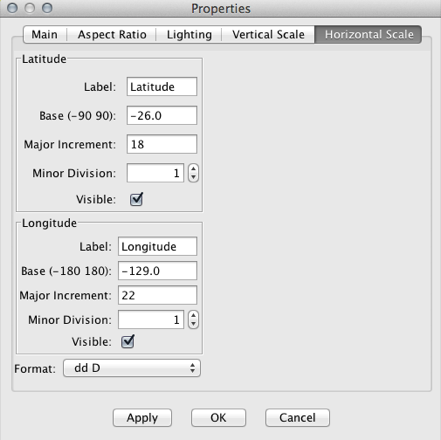 Properties
Main Aspect Ratio Lighting Vertical Scale Horizontal Scale
Latitude
Label: Latitude
Base (-90 90): -26.0
Major Increment: 18
Minor Division: 1
Visible:
Longitude
Label: Longitude
Base (-180 180): -129.0
Major Increment: 22
Minor Division: 1
Visible:
Format: dd D
Apply OK Cancel